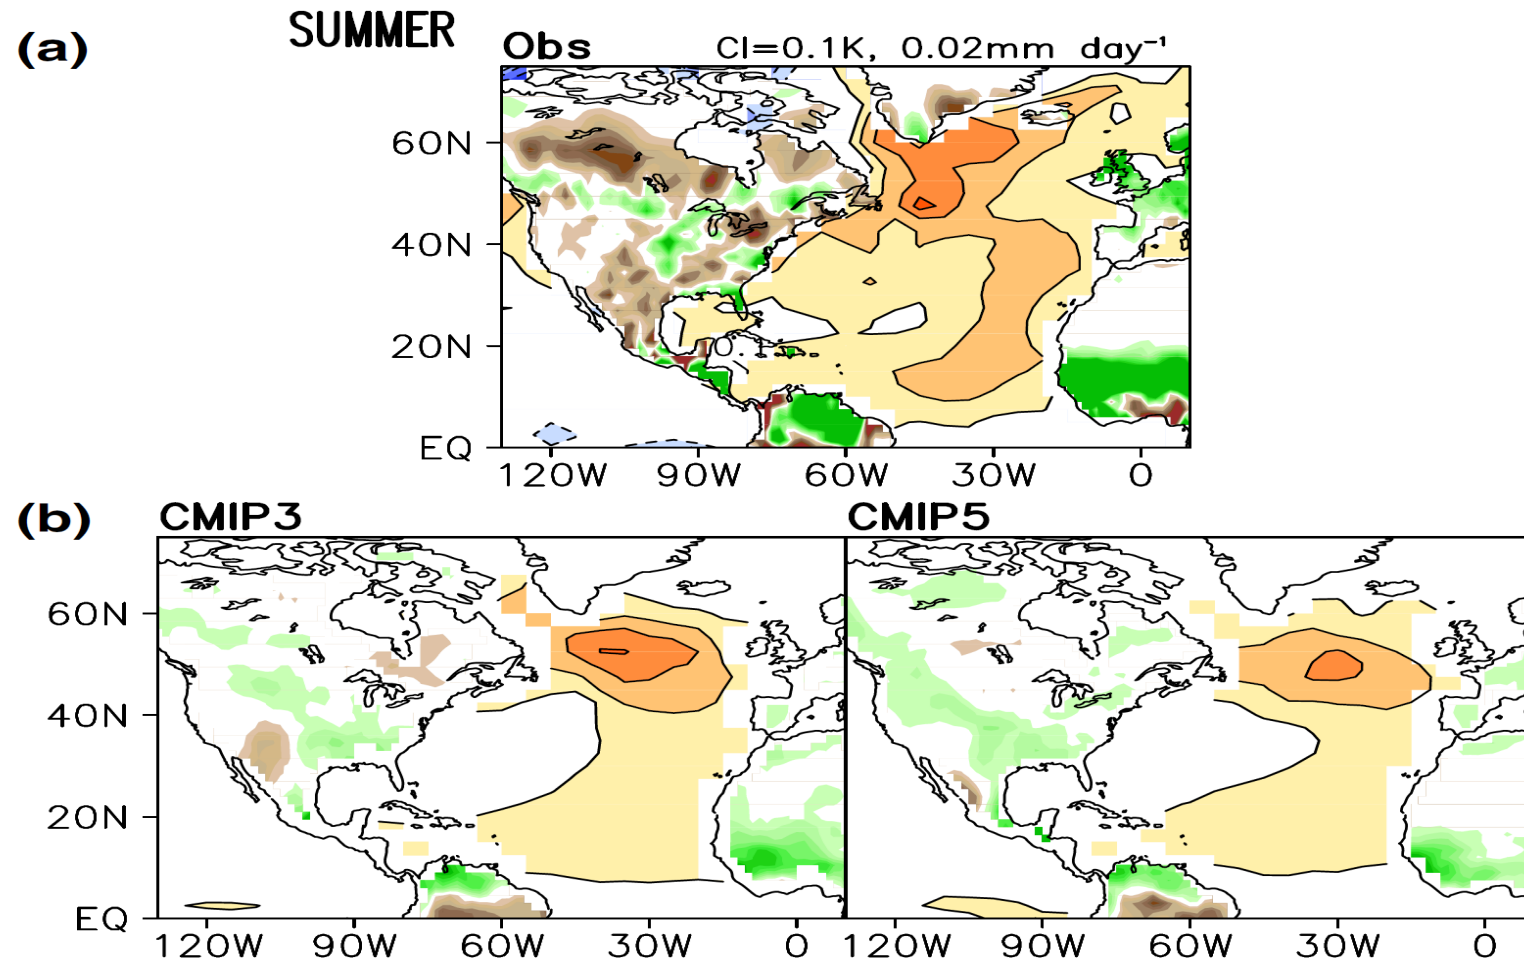 SUMMER
(a)
Obs
CI=0.1K, 0.02mm day⁻¹
60N
40N
20N
EQ
0.
120W 90W 60W 30W 0
(b)
CMIP3
CMIP5
60N
40N
20N
EQ
120W 90W 60W 30W 0 120W 90W 60W 30W 0